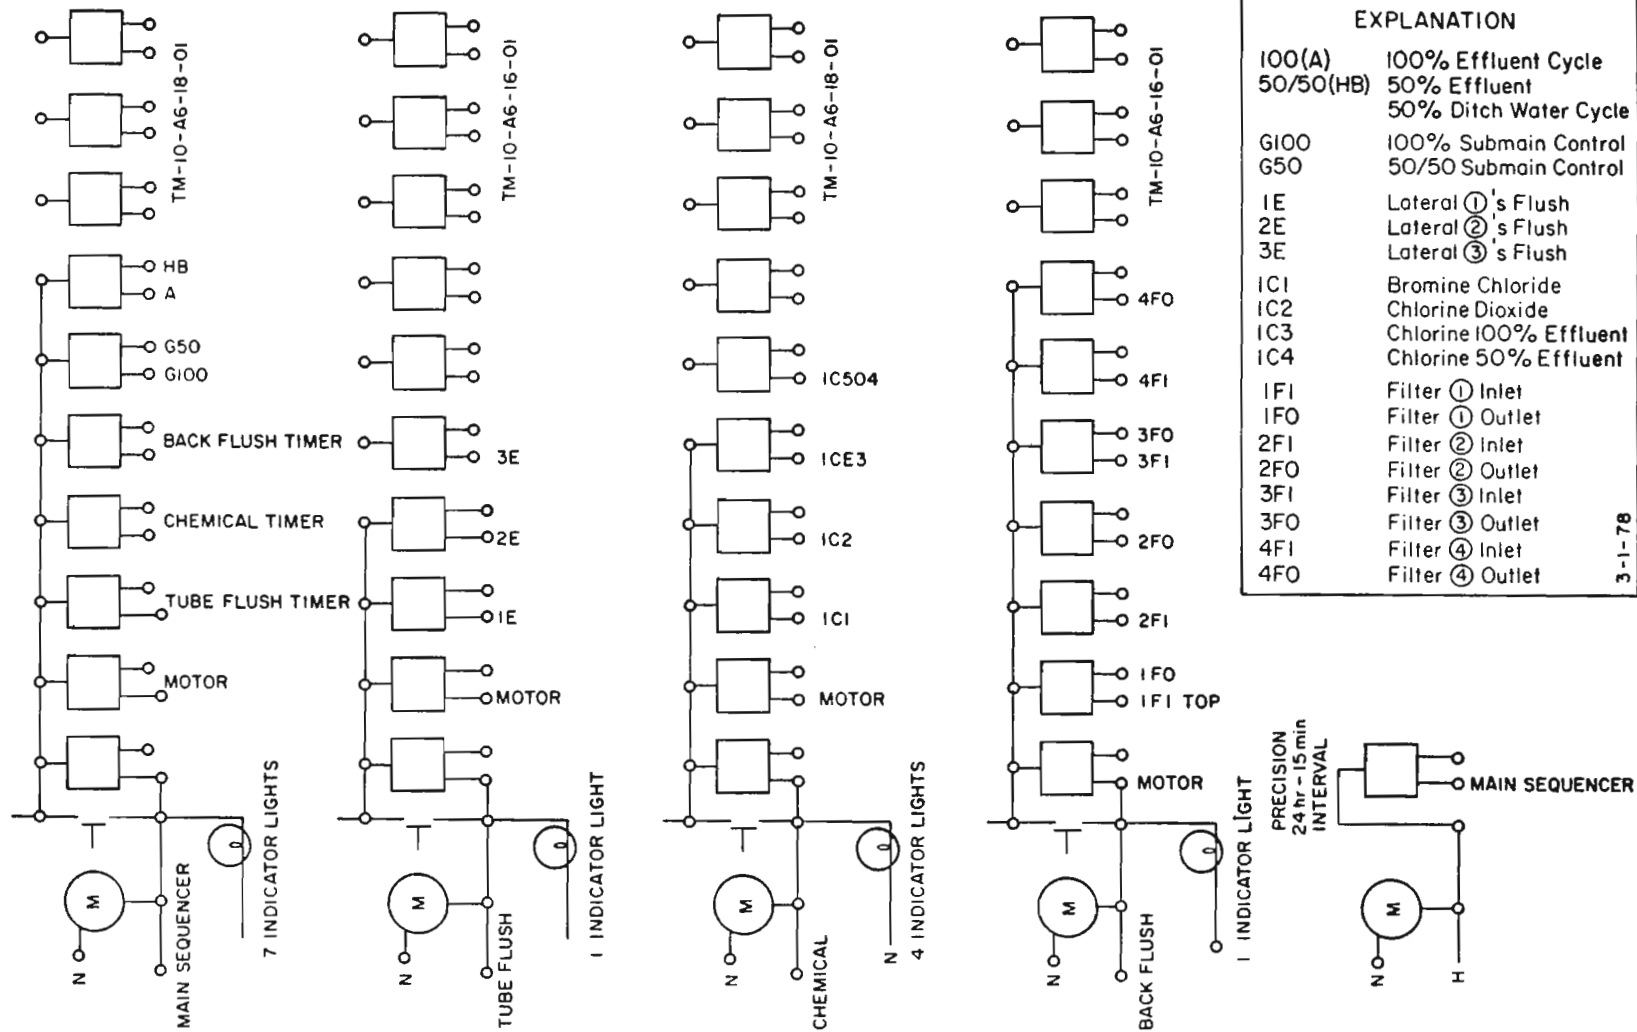 TM-10-A6-18-01
HB
A
G50
G100
BACK FLUSH TIMER
CHEMICAL TIMER
TUBE FLUSH TIMER
MOTOR
M
N
MAIN SEQUENCER
7 INDICATOR LIGHTS
TM-10-A6-16-01
3E
2E
1E
MOTOR
M
N
TUBE FLUSH
1 INDICATOR LIGHT
TM-10-A6-18-01
1C504
1CE3
1C2
1C1
MOTOR
M
N
CHEMICAL
N
4 INDICATOR LIGHTS
TM-10-A6-16-01
4FO
4F1
3FO
3F1
2FO
2F1
1FO
1F1 TOP
MOTOR
M
N
BACK FLUSH
1 INDICATOR LIGHT
EXPLANATION
100(A) 100% Effluent Cycle
50/50(HB) 50% Effluent
50% Ditch Water Cycle
G100 100% Submain Control
G50 50/50 Submain Control
1E Lateral ①'s Flush
2E Lateral ②'s Flush
3E Lateral ③'s Flush
1C1 Bromine Chloride
1C2 Chlorine Dioxide
1C3 Chlorine 100% Effluent
1C4 Chlorine 50% Effluent
1F1 Filter ① Inlet
1FO Filter ① Outlet
2F1 Filter ② Inlet
2FO Filter ② Outlet
3F1 Filter ③ Inlet
3FO Filter ③ Outlet
4F1 Filter ④ Inlet
4FO Filter ④ Outlet
3-1-78
PRECISION
24 hr - 15 min
INTERVAL
MAIN SEQUENCER
M
N
H